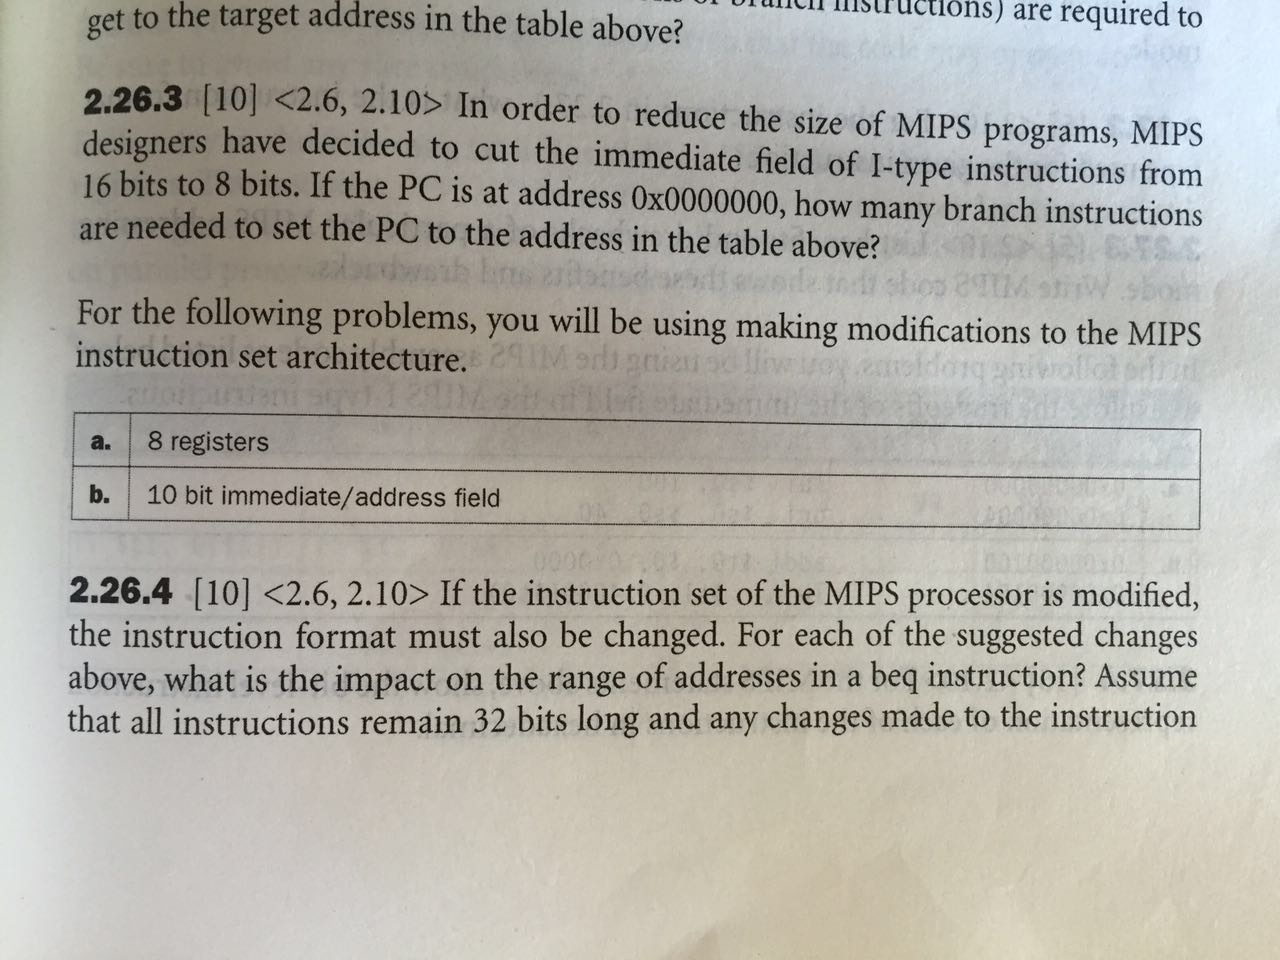 instructions) are required to
get to the target address in the table above?
2.26.3 [10] <2.6, 2.10> In order to reduce the size of MIPS programs, MIPS
designers have decided to cut the immediate field of I-type instructions from
16 bits to 8 bits. If the PC is at address 0x0000000, how many branch instructions
are needed to set the PC to the address in the table above?
For the following problems, you will be using making modifications to the MIPS
instruction set architecture.
a. 8 registers
b. 10 bit immediate/address field
2.26.4 [10] <2.6, 2.10> If the instruction set of the MIPS processor is modified,
the instruction format must also be changed. For each of the suggested changes
above, what is the impact on the range of addresses in a beq instruction? Assume
that all instructions remain 32 bits long and any changes made to the instruction